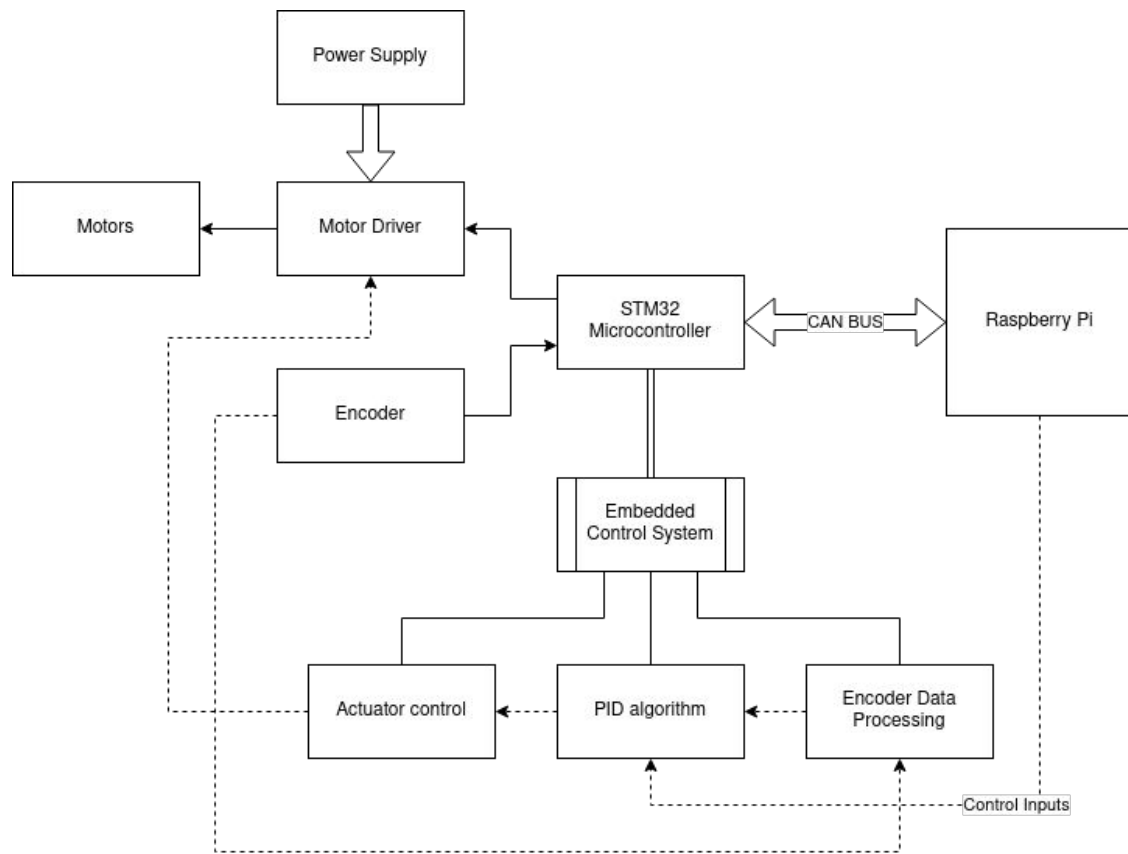 Power Supply
Motors
Motor Driver
STM32
Microcontroller
CAN BUS
Raspberry Pi
Encoder
Embedded
Control System
Actuator control
PID algorithm
Encoder Data
Processing
Control Inputs